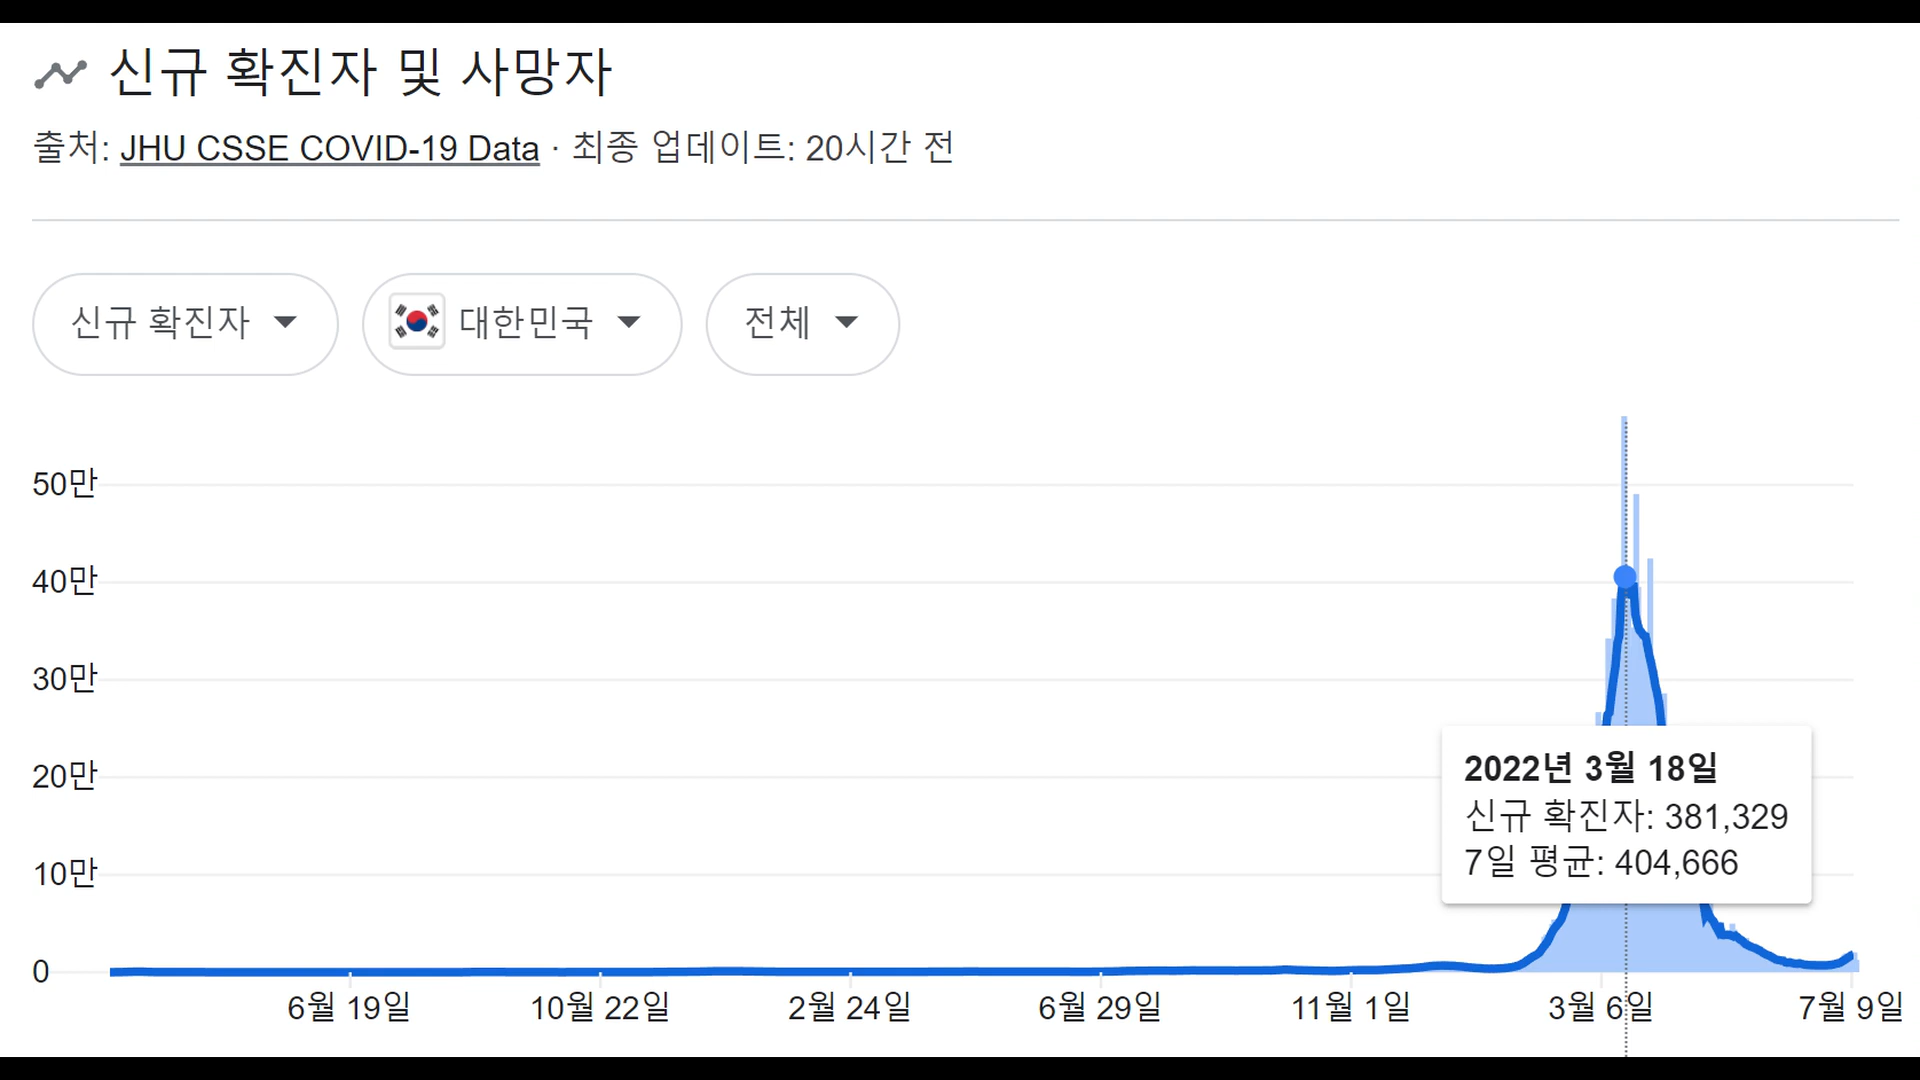 신규 확진자 및 사망자
출처: JHU CSSE COVID-19 Data · 최종 업데이트: 20시간 전
신규 확진자 대한민국 전체
50만
40만
30만
20만
10만
0
2022년 3월 18일
신규 확진자: 381,329
7일 평균: 404,666
6월 19일 10월 22일 2월 24일 6월 29일 11월 1일 3월 6일 7월 9일